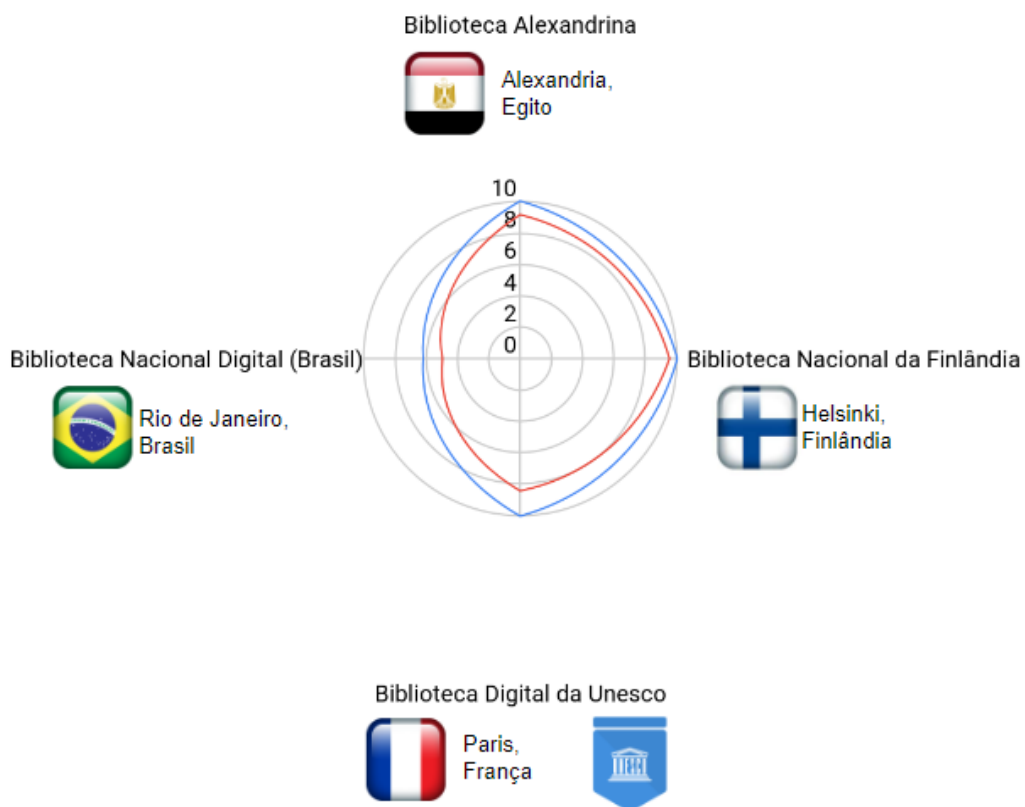 Biblioteca Alexandrina
Alexandria,
Egito
10
8
6
4
2
0
Biblioteca Nacional Digital (Brasil)
Biblioteca Nacional da Finlândia
Rio de Janeiro,
Brasil
Helsinki,
Finlândia
Biblioteca Digital da Unesco
Paris,
França
UNESCO